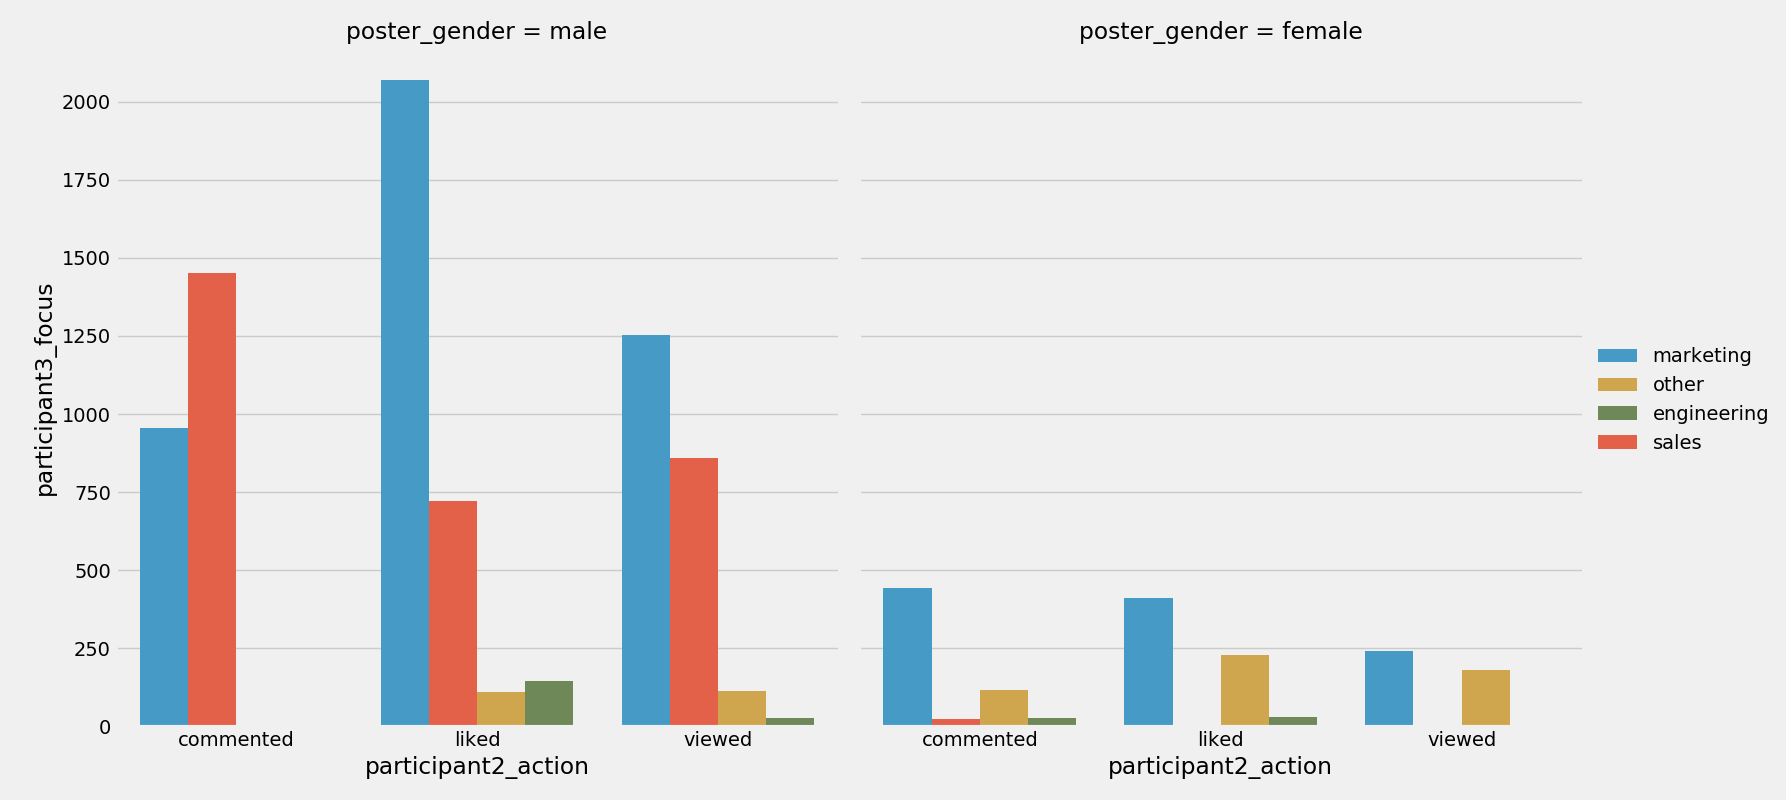 poster_gender = male
poster_gender = female
2000
1750
1500
1250
1000
750
500
250
0
participant3_focus
commented
liked
viewed
commented
liked
viewed
participant2_action
participant2_action
marketing
other
engineering
sales